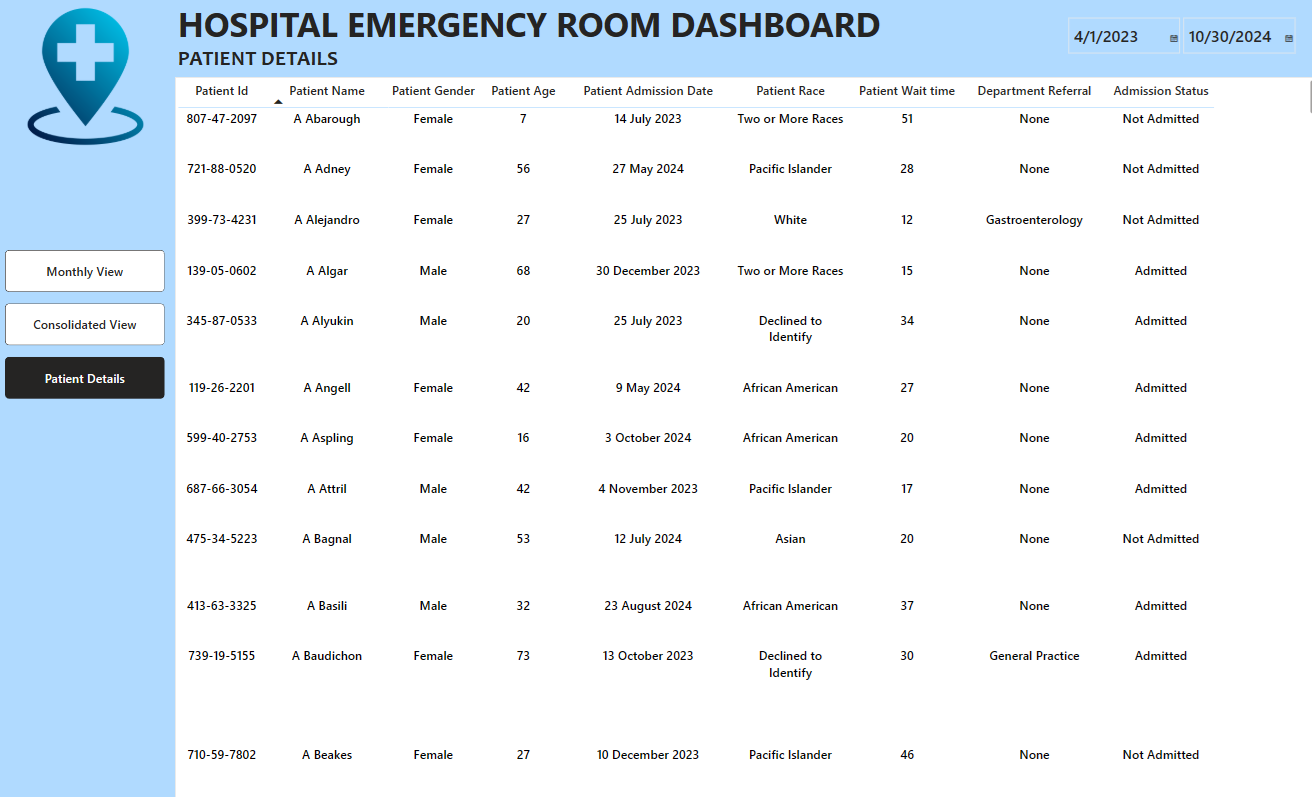 HOSPITAL EMERGENCY ROOM DASHBOARD
PATIENT DETAILS
4/1/2023 10/30/2024
Monthly View
Consolidated View
Patient Details
Patient Id Patient Name Patient Gender Patient Age Patient Admission Date Patient Race Patient Wait time Department Referral Admission Status
807-47-2097 A Abarough Female 7 14 July 2023 Two or More Races 51 None Not Admitted
721-88-0520 A Adney Female 56 27 May 2024 Pacific Islander 28 None Not Admitted
399-73-4231 A Alejandro Female 27 25 July 2023 White 12 Gastroenterology Not Admitted
139-05-0602 A Algar Male 68 30 December 2023 Two or More Races 15 None Admitted
345-87-0533 A Alyukin Male 20 25 July 2023 Declined to 34 None Admitted
Identify
119-26-2201 A Angell Female 42 9 May 2024 African American 27 None Admitted
599-40-2753 A Aspling Female 16 3 October 2024 African American 20 None Admitted
687-66-3054 A Attril Male 42 4 November 2023 Pacific Islander 17 None Admitted
475-34-5223 A Bagnal Male 53 12 July 2024 Asian 20 None Not Admitted
413-63-3325 A Basili Male 32 23 August 2024 African American 37 None Admitted
739-19-5155 A Baudichon Female 73 13 October 2023 Declined to 30 General Practice Admitted
Identify
710-59-7802 A Beakes Female 27 10 December 2023 Pacific Islander 46 None Not Admitted